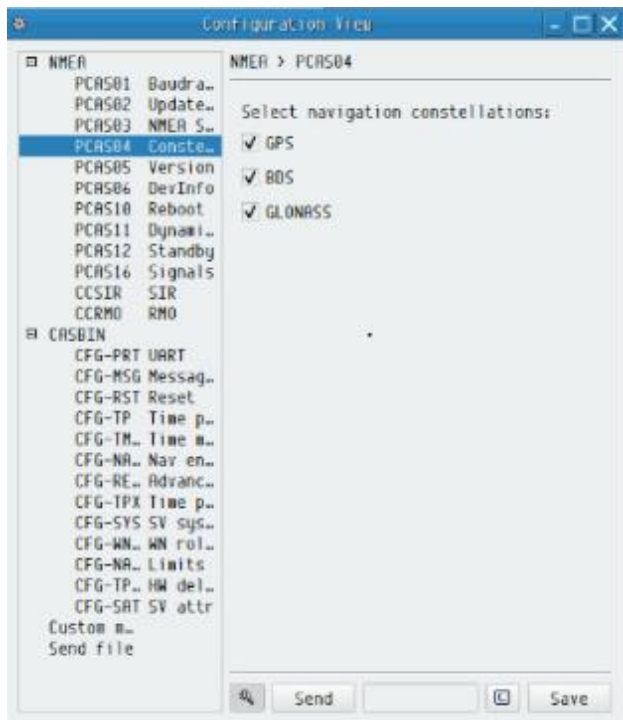 Configuration View
NMEA
PCAS01 Baudra…
PCAS02 Update…
PCAS03 NMEA S…
PCAS04 Conste…
PCAS05 Version
PCAS06 DevInfo
PCAS10 Reboot
PCAS11 Dynami…
PCAS12 Standby
PCAS16 Signals
CCSIR SIR
CCRMO RMO
CASBIN
CFG-PRT UART
CFG-MSG Messag…
CFG-RST Reset
CFG-TP Time p…
CFG-TM… Time m…
CFG-NA… Nav en…
CFG-RE… Advanc…
CFG-TPX Time p…
CFG-SYS SV sys…
CFG-WN… WN rol…
CFG-NA… Limits
CFG-TP… HW del…
CFG-SAT SV attr
Custom m…
Send file
NMEA > PCAS04
Select navigation constellations:
GPS
BDS
GLONASS
Send
Save